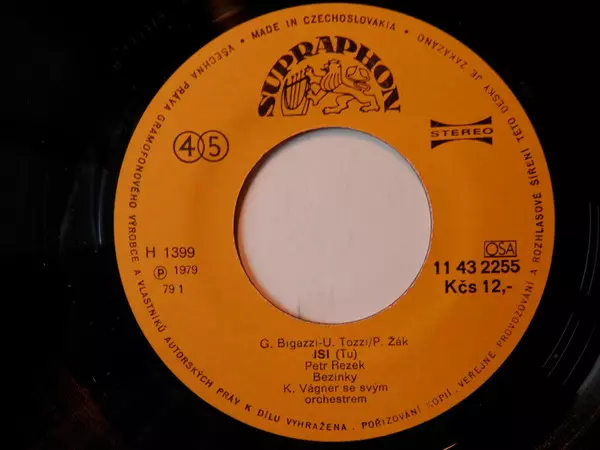 VŠECHNA PRÁVA GRAMOFONOVÉHO VÝROBCE A VLASTNÍKŮ AUTORSKÝCH PRÁV K DÍLU VYHRAŽENA. POŘIZOVÁNÍ KOPIÍ, VEŘEJNÉ PROVOZOVÁNÍ A ROZHLASOVÉ ŠÍŘENÍ TÉTO DESKY JE ZAKÁZÁNO
• MADE IN CZECHOSLOVAKIA •
SUPRAPHON
45
STEREO
H 1399
Ⓟ 1979
79 1
OSA
11 43 2255
Kčs 12,-
G. Bigazzi-U. Tozzi/P. Žák
JSI (Tu)
Petr Rezek
Bezinky
K. Vágner se svým
orchestrem